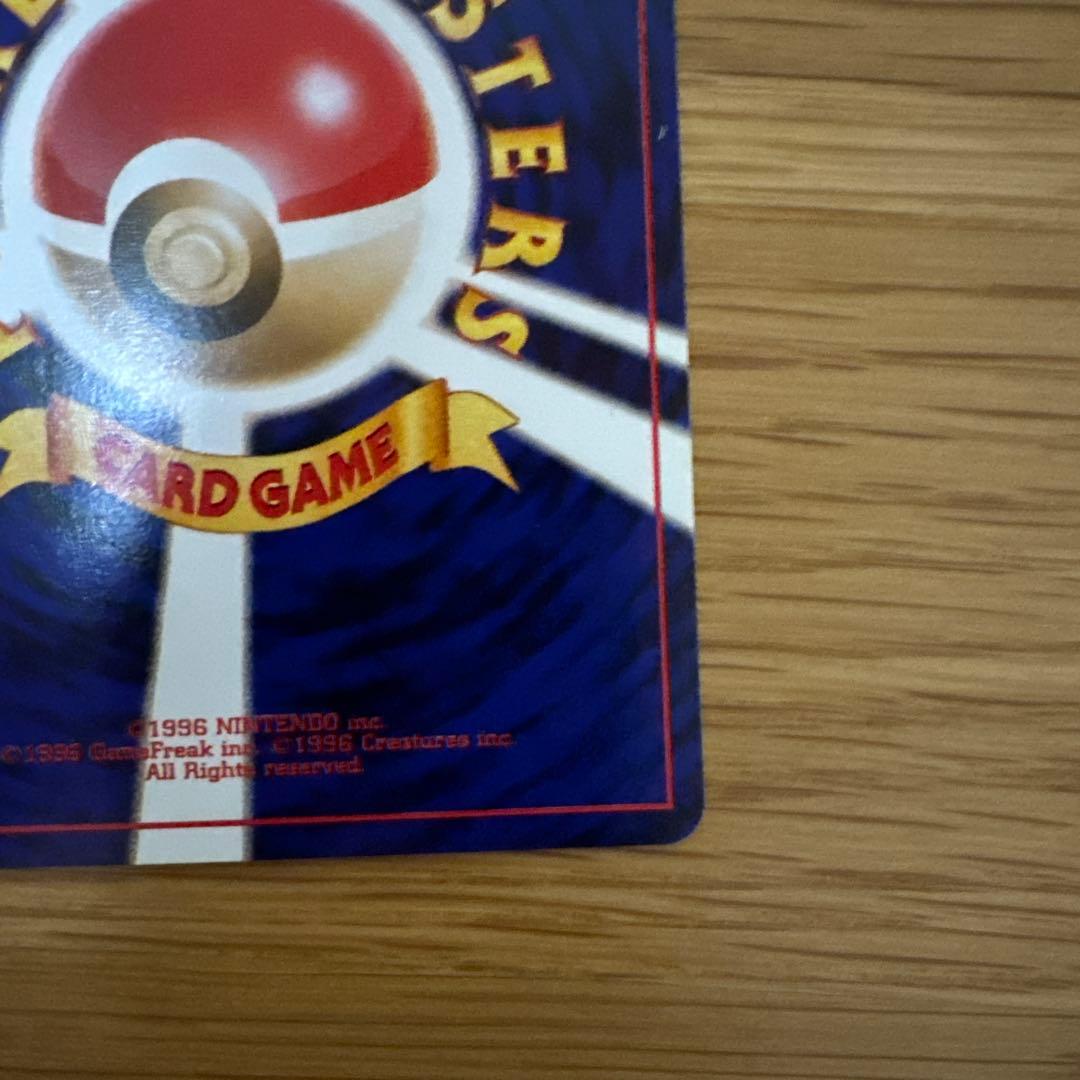 STERS
CARD GAME
©1996 NINTENDO inc.
©1996 GameFreak inc. ©1996 Creatures inc.
All Rights reserved.